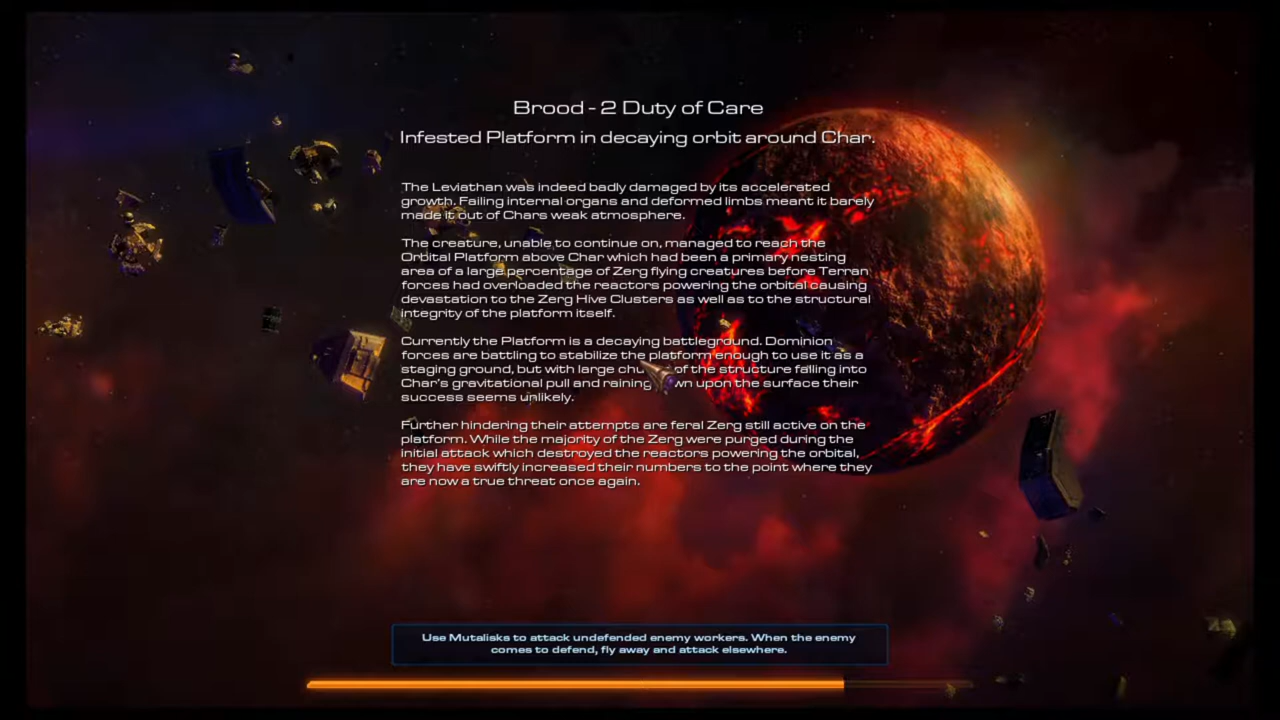 Brood - 2 Duty of Care
Infested Platform in decaying orbit around Char.
The Leviathan was indeed badly damaged by its accelerated
growth. Failing internal organs and deformed limbs meant it barely
made it out of Chars weak atmosphere.
The creature, unable to continue on, managed to reach the
Orbital Platform above Char which had been a primary nesting
area of a large percentage of Zerg flying creatures before Terran
forces had overloaded the reactors powering the orbital causing
devastation to the Zerg Hive Clusters as well as to the structural
integrity of the platform itself.
Currently the Platform is a decaying battleground. Dominion
forces are battling to stabilize the platform enough to use it as a
staging ground, but with large of the structure falling into
Char's gravitational pull and raining upon the surface their
success seems unlikely.
Further hindering their attempts are feral Zerg still active on the
platform. While the majority of the Zerg were purged during the
initial attack which destroyed the reactors powering the orbital,
they have swiftly increased their numbers to the point where they
are now a true threat once again.
Use Mutalisks to attack undefended enemy workers. When the enemy
comes to defend, fly away and attack elsewhere.